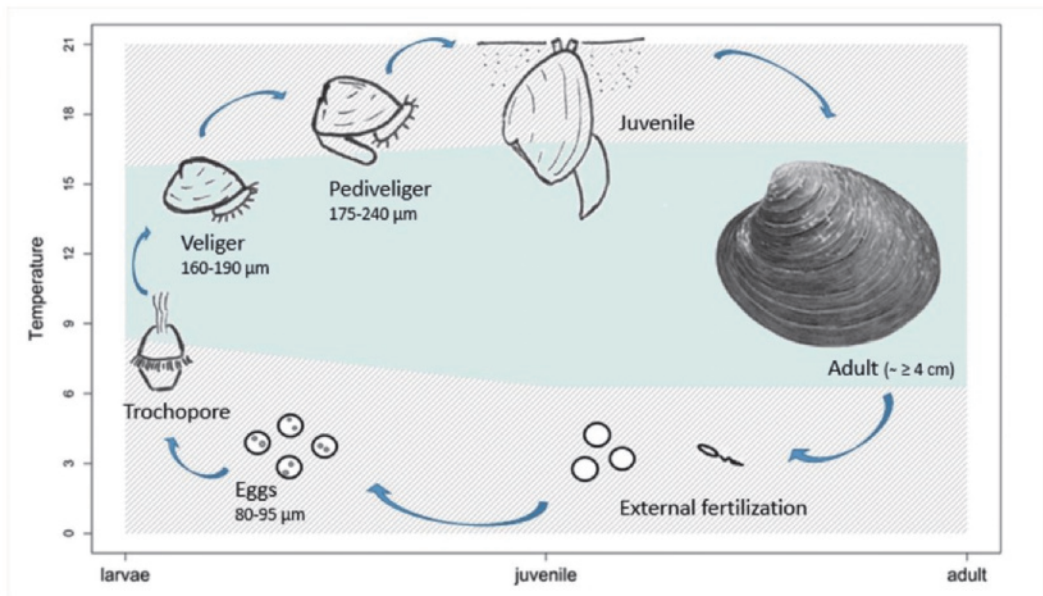 21
18
15
12
9
6
3
0
Temperature
Juvenile
Pediveliger
175-240 µm
Veliger
160-190 µm
Trochopore
Adult (~ ≥ 4 cm)
Eggs
80-95 µm
External fertilization
larvae
juvenile
adult